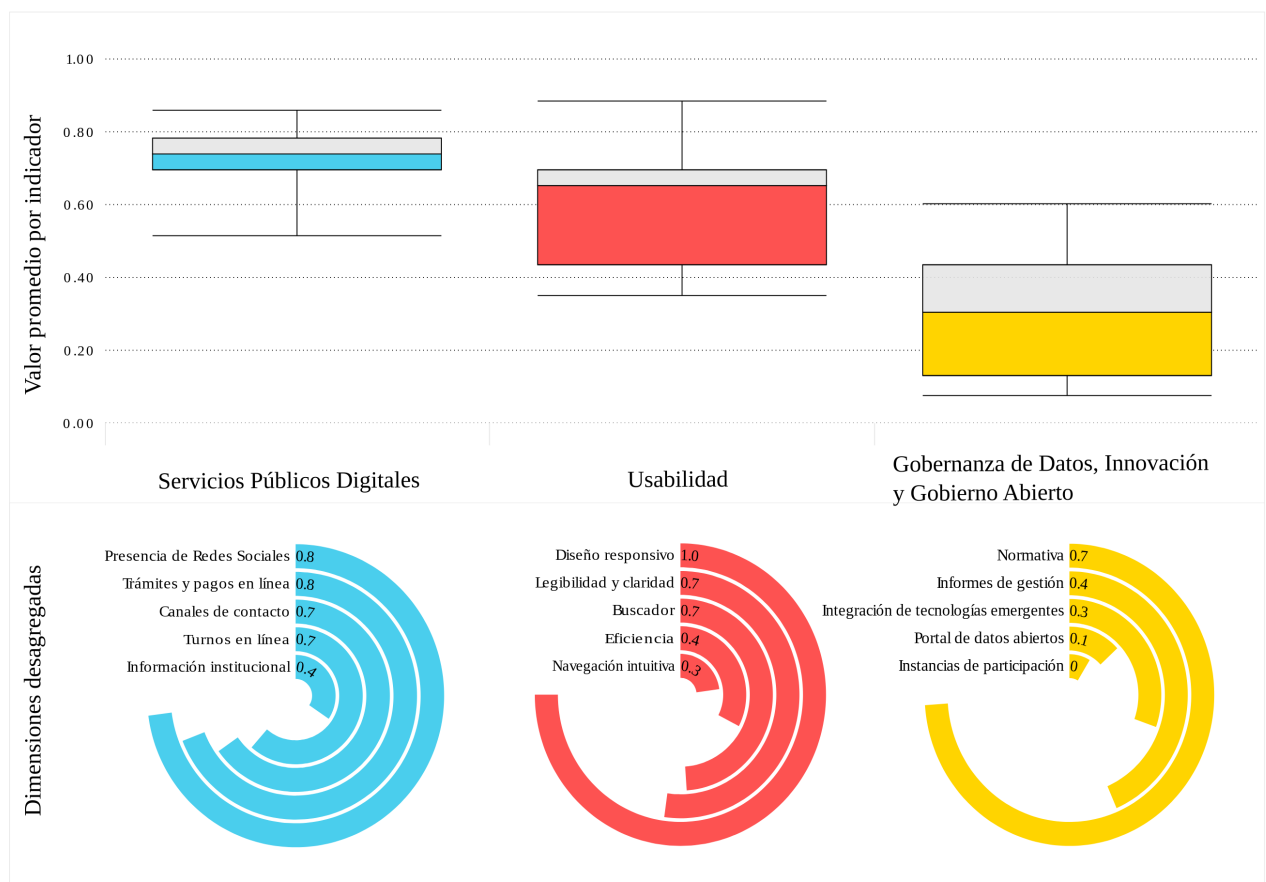 1.00
0.80
0.60
0.40
0.20
0.00
Valor promedio por indicador
Servicios Públicos Digitales
Usabilidad
Gobernanza de Datos, Innovación
y Gobierno Abierto
Dimensiones desagregadas
Presencia de Redes Sociales 0.8
Trámites y pagos en línea 0.8
Canales de contacto 0.7
Turnos en línea 0.7
Información institucional 0.4
Diseño responsivo 1.0
Legibilidad y claridad 0.7
Buscador 0.7
Eficiencia 0.4
Navegación intuitiva 0.3
Normativa 0.7
Informes de gestión 0.4
Integración de tecnologías emergentes 0.3
Portal de datos abiertos 0.1
Instancias de participación 0